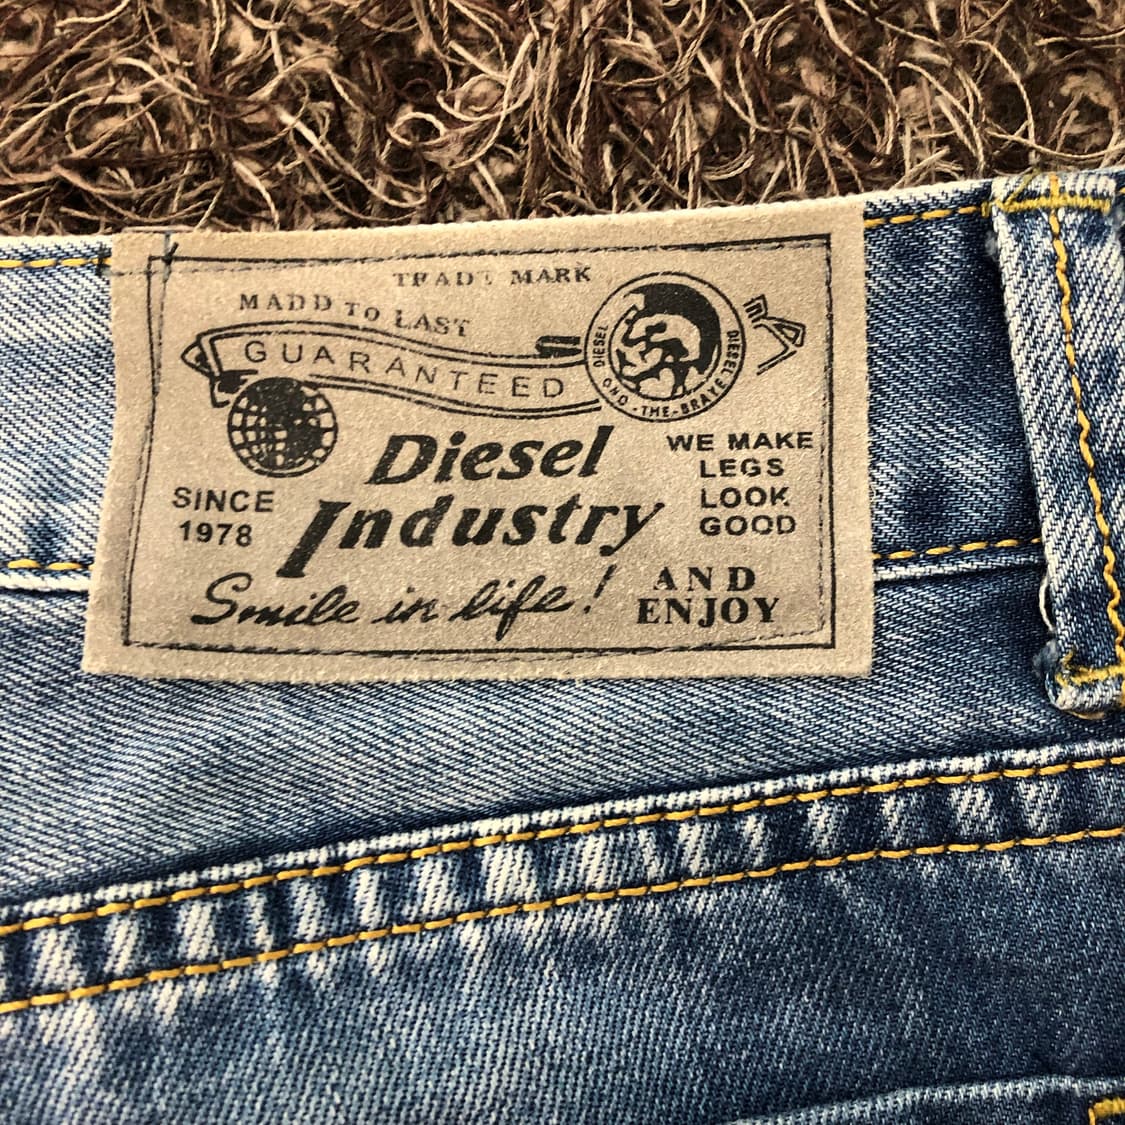 TRADE MARK
MADD To LAST
GUARANTEED
DIESEL
DIESEL
ONLY-THE-BRAVE
Diesel
Industry
WE MAKE
LEGS
LOOK
GOOD
SINCE
1978
Smile in life!
AND
ENJOY